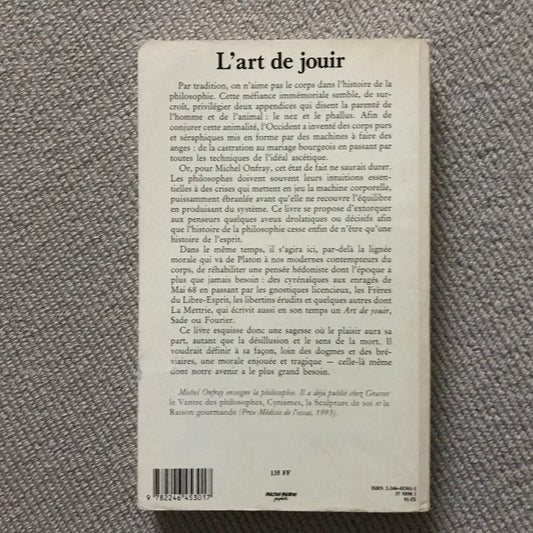 L'art de jouir
Par tradition, on n'aime pas le corps dans l'histoire de la
philosophie. Cette méfiance immémoriale semble, de sur-
croît, privilégier deux appendices qui disent la parenté de
l'homme et de l'animal : le nez et le phallus. Afin de
conjurer cette animalité, l'Occident a inventé des corps purs
et séraphiques mis en forme par des machines à faire des
anges : de la castration au mariage bourgeois en passant par
toutes les techniques de l'idéal ascétique.
Or, pour Michel Onfray, cet état de fait ne saurait durer.
Les philosophes doivent souvent leurs intuitions essen-
tielles à des crises qui mettent en jeu la machine corporelle,
puissamment ébranlée avant qu'elle ne recouvre l'équilibre
en produisant du système. Ce livre se propose d'extorquer
aux penseurs quelques aveux drolatiques ou décisifs afin
que l'histoire de la philosophie cesse enfin de n'être qu'une
histoire de l'esprit.
Dans le même temps, il s'agira ici, par-delà la lignée
morale qui va de Platon à nos modernes contempteurs du
corps, de réhabiliter une pensée hédoniste dont l'époque a
plus que jamais besoin : des cyrénaïques aux enragés de
Mai 68 en passant par les gnostiques licencieux, les Frères
du Libre-Esprit, les libertins érudits et quelques autres dont
La Mettrie, qui écrivit aussi en son temps un Art de jouir,
Sade ou Fourier.
Ce livre esquisse donc une sagesse où le plaisir aura sa
part, autant que la désillusion et le sens de la mort. Il
voudrait définir à sa façon, loin des dogmes et des bré-
viaires, une morale enjouée et tragique — celle-là même
dont notre avenir a le plus grand besoin.
Michel Onfray enseigne la philosophie. Il a déjà publié chez Grasset
le Ventre des philosophes, Cynismes, la Sculpture de soi et la
Raison gourmande (Prix Médicis de l'essai, 1993).
135 FF
9 782246 453017
ISBN 2-246-45301-1